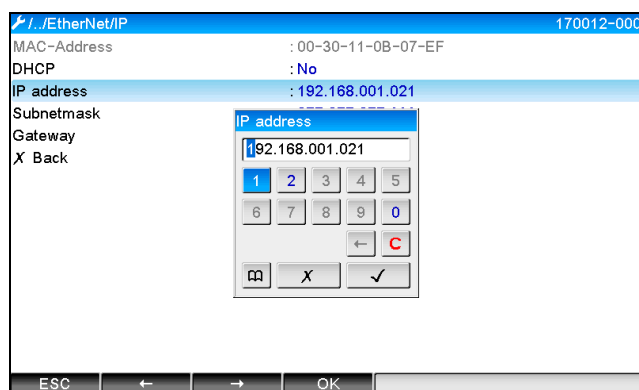 /../EtherNet/IP 170012-000
MAC-Address : 00-30-11-0B-07-EF
DHCP : No
IP address : 192.168.001.021
Subnetmask
Gateway
X Back
IP address
192.168.001.021
1 2 3 4 5
6 7 8 9 0
← C
X ✓
ESC ← → OK